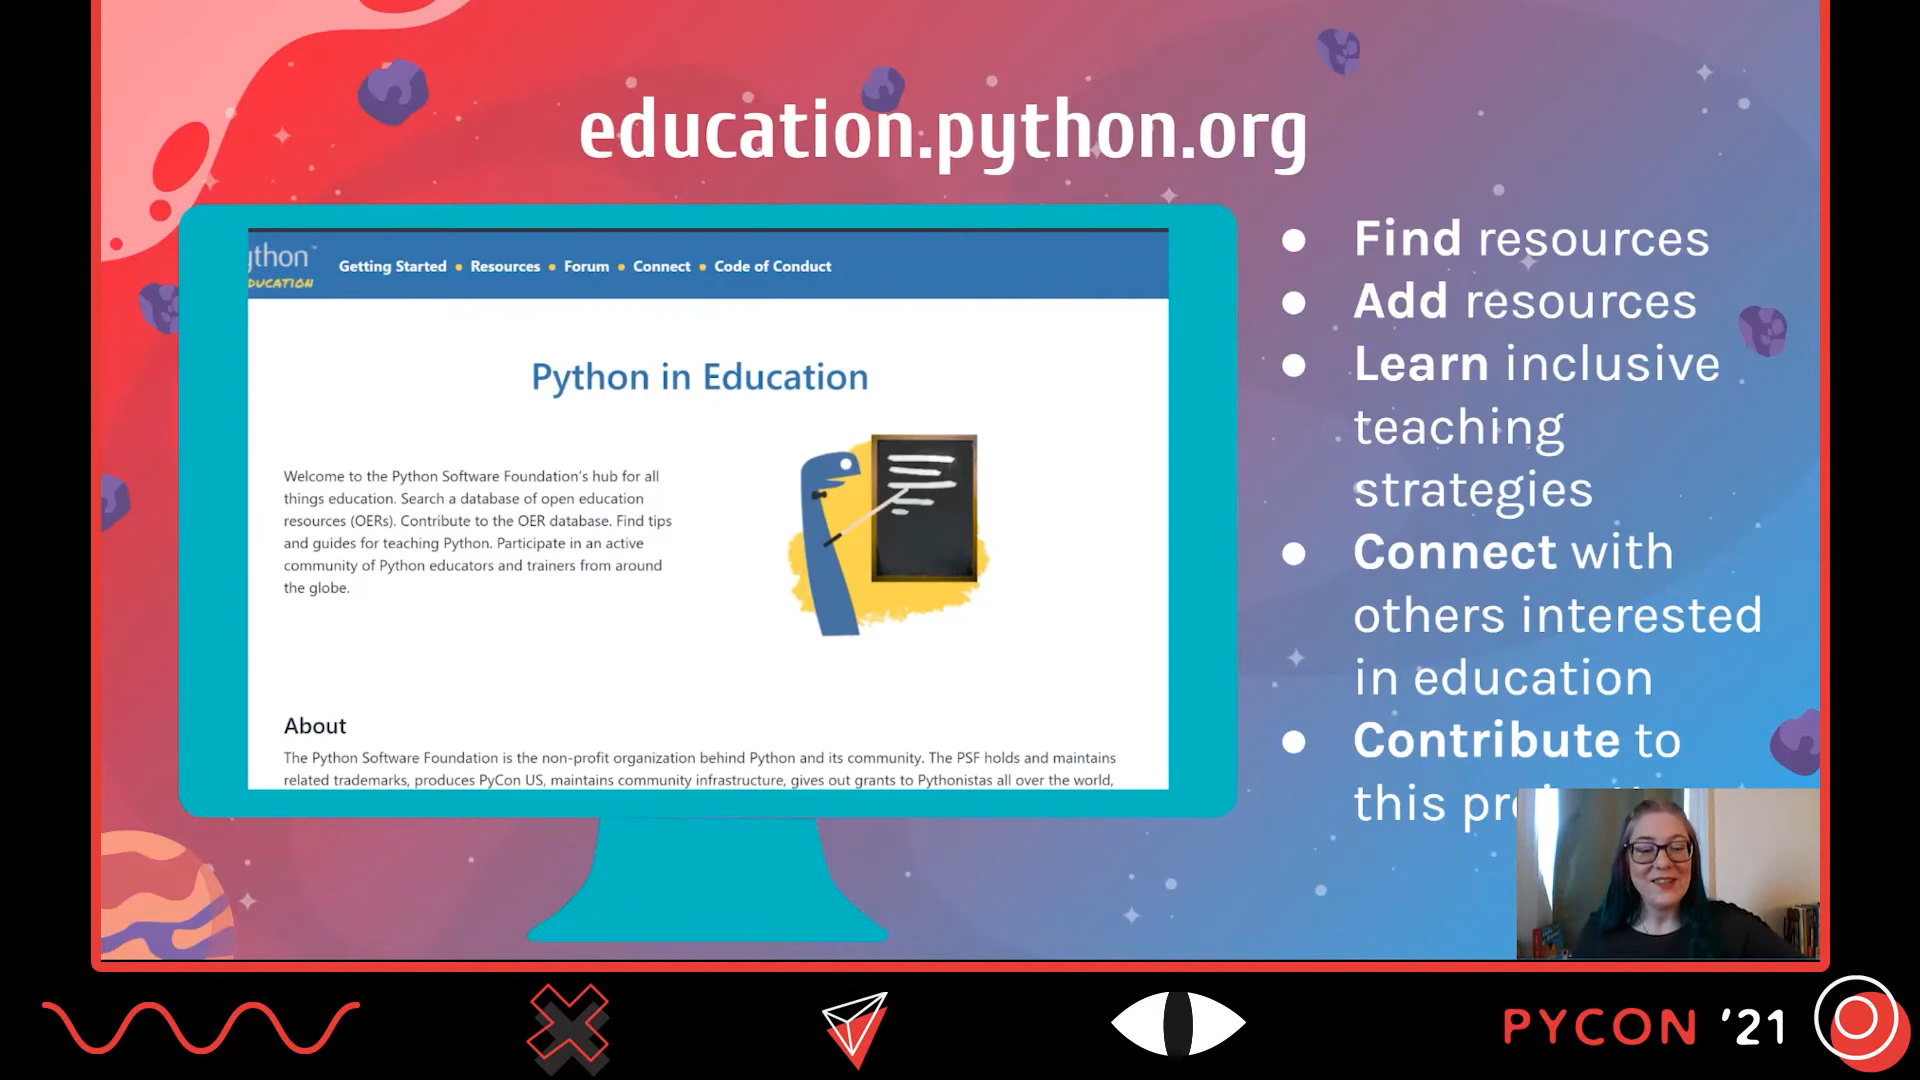 education.python.org
ython™
DUCATION
Getting Started • Resources • Forum • Connect • Code of Conduct
Python in Education
Welcome to the Python Software Foundation's hub for all
things education. Search a database of open education
resources (OERs). Contribute to the OER database. Find tips
and guides for teaching Python. Participate in an active
community of Python educators and trainers from around
the globe.
About
The Python Software Foundation is the non-profit organization behind Python and its community. The PSF holds and maintains
related trademarks, produces PyCon US, maintains community infrastructure, gives out grants to Pythonistas all over the world,
● Find resources
● Add resources
● Learn inclusive
teaching
strategies
● Connect with
others interested
in education
● Contribute to
this
PYCON '21